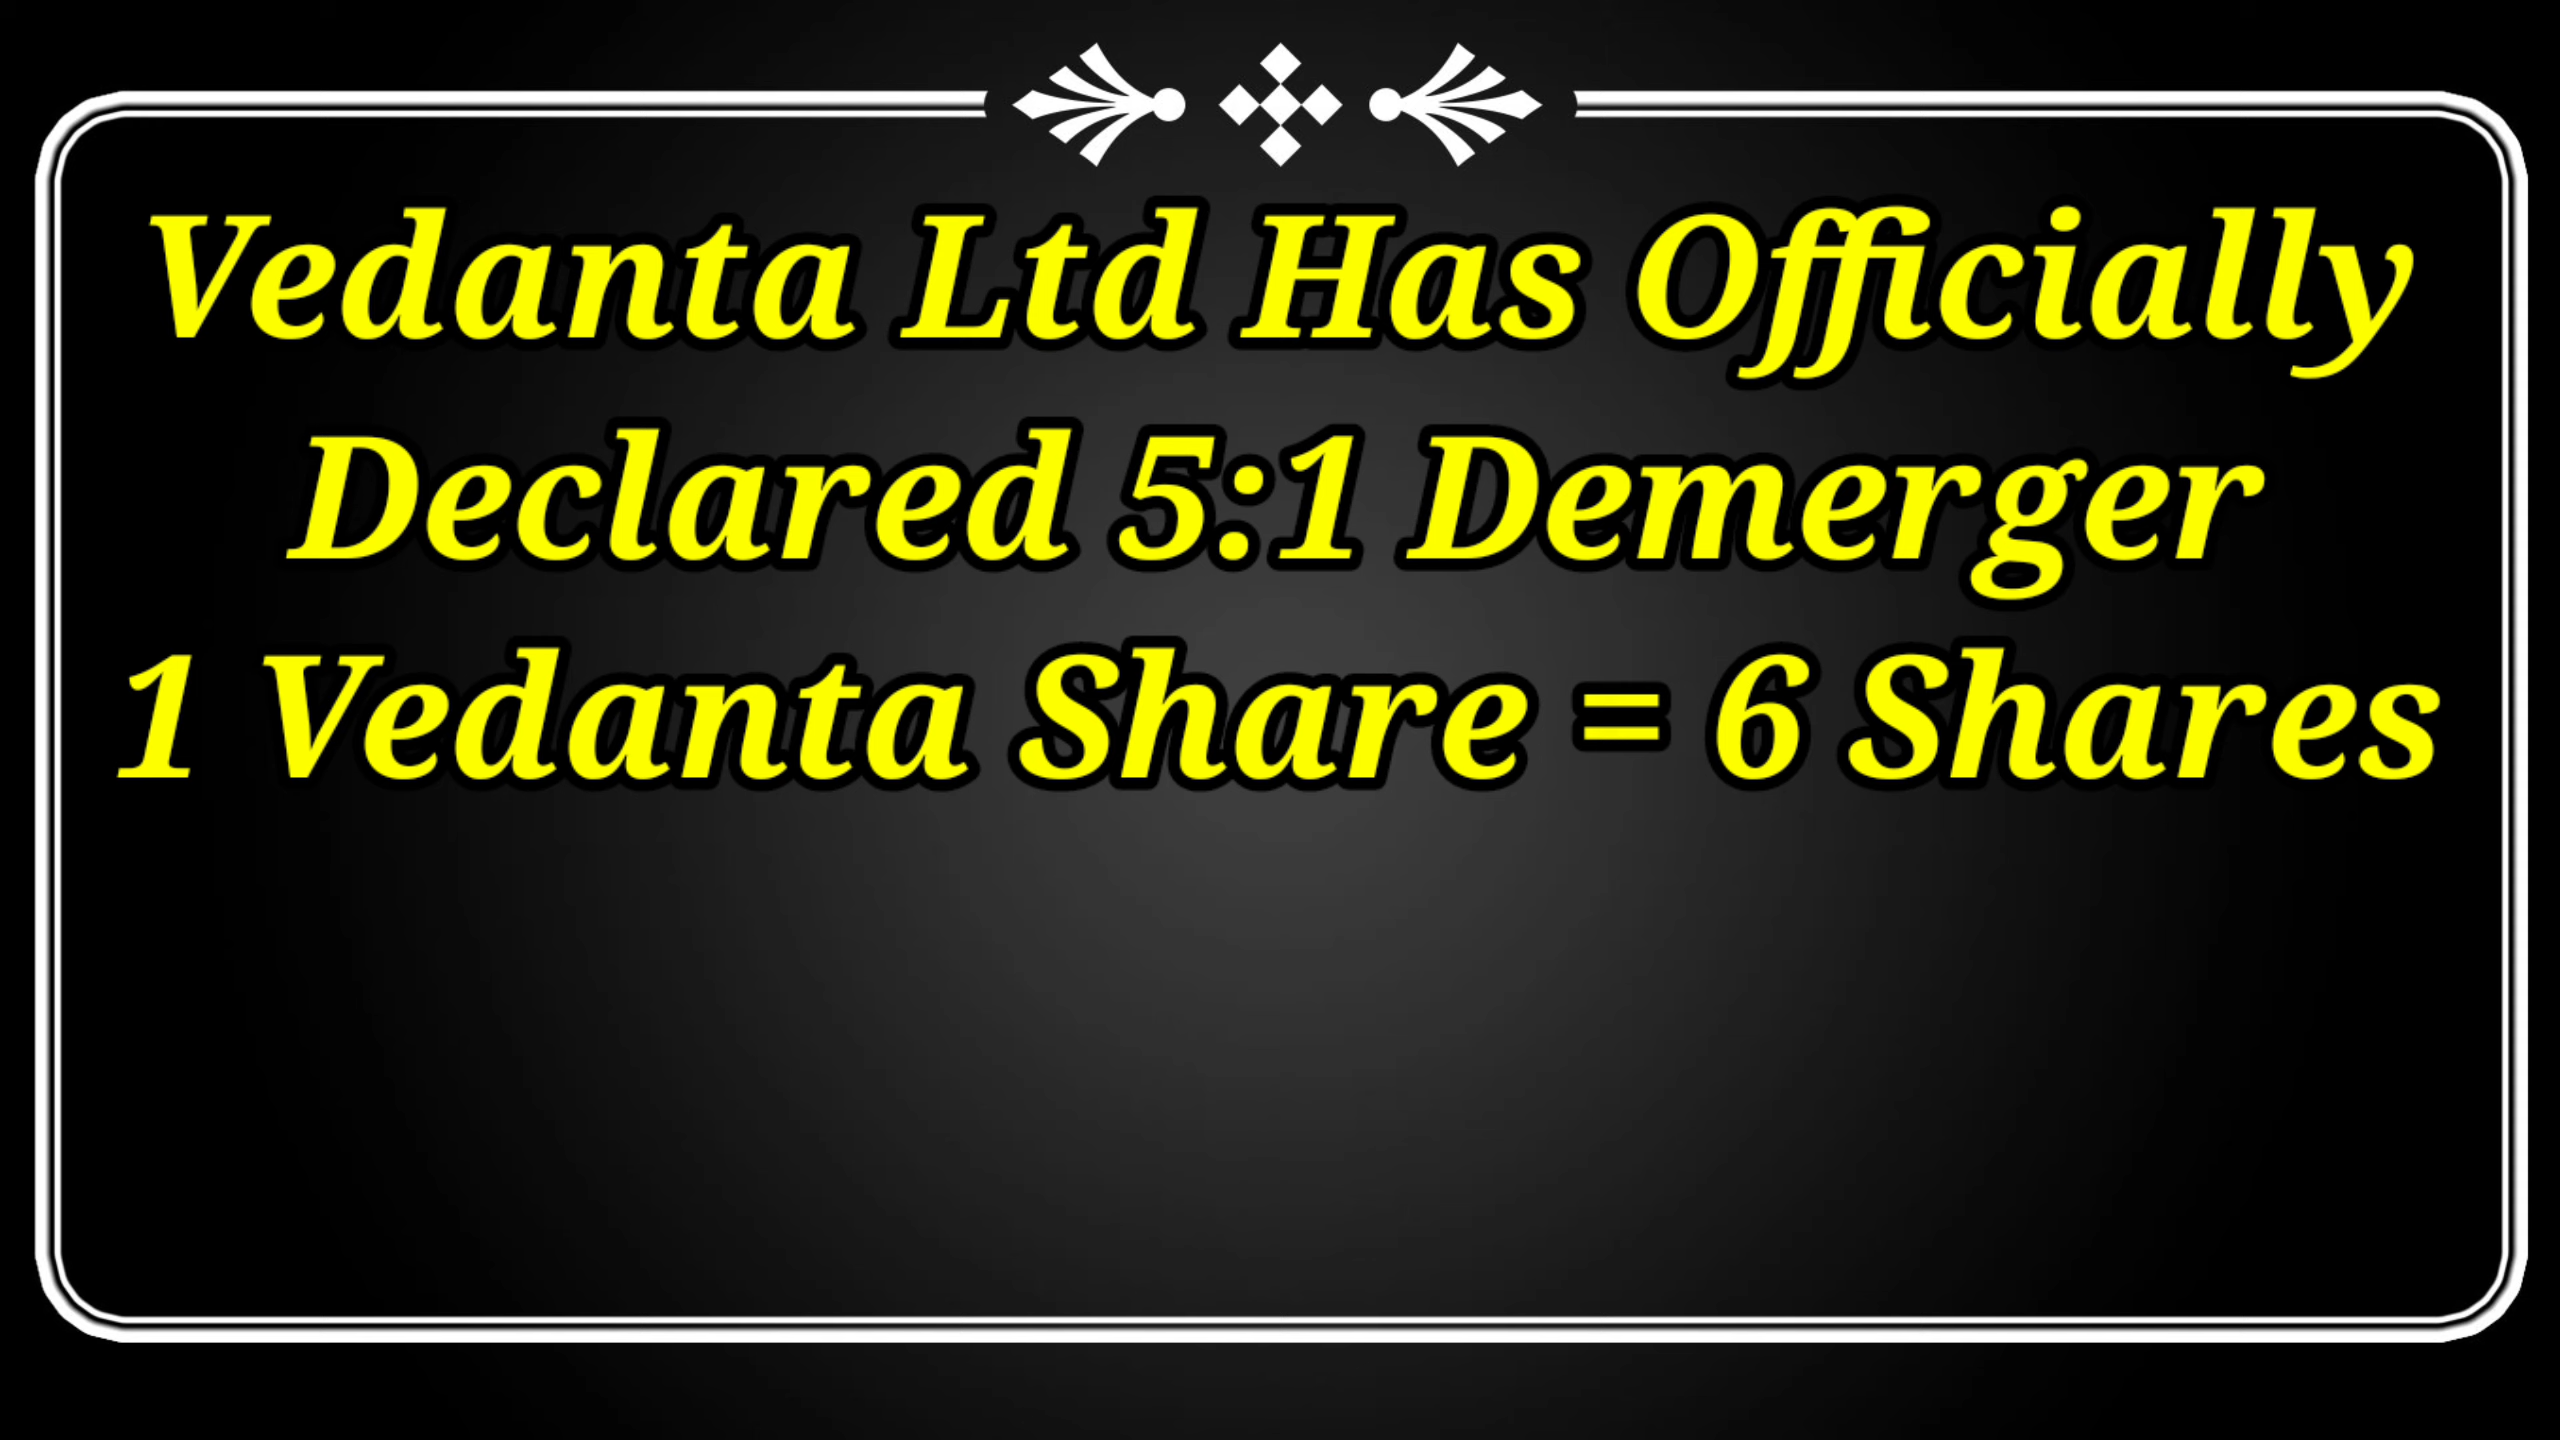 Vedanta Ltd Has Officially
Declared 5:1 Demerger
1 Vedanta Share = 6 Shares